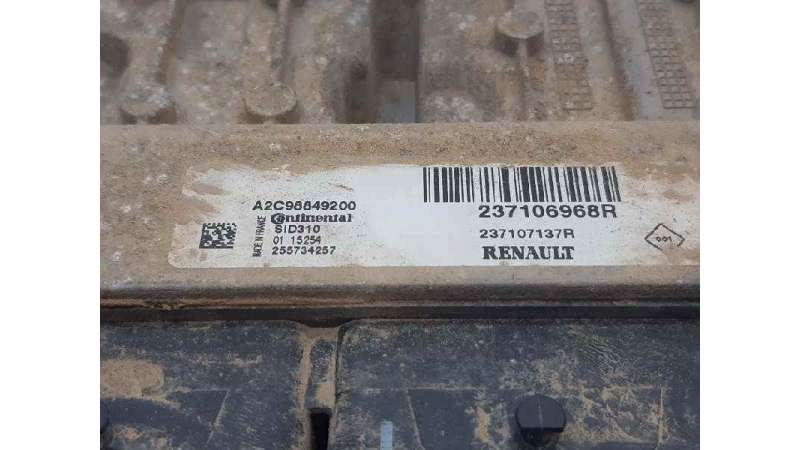 A2C98649200
Continental
SID310
01 15254
255734257
MADE IN FRANCE
237106968R
237107137R
RENAULT
001